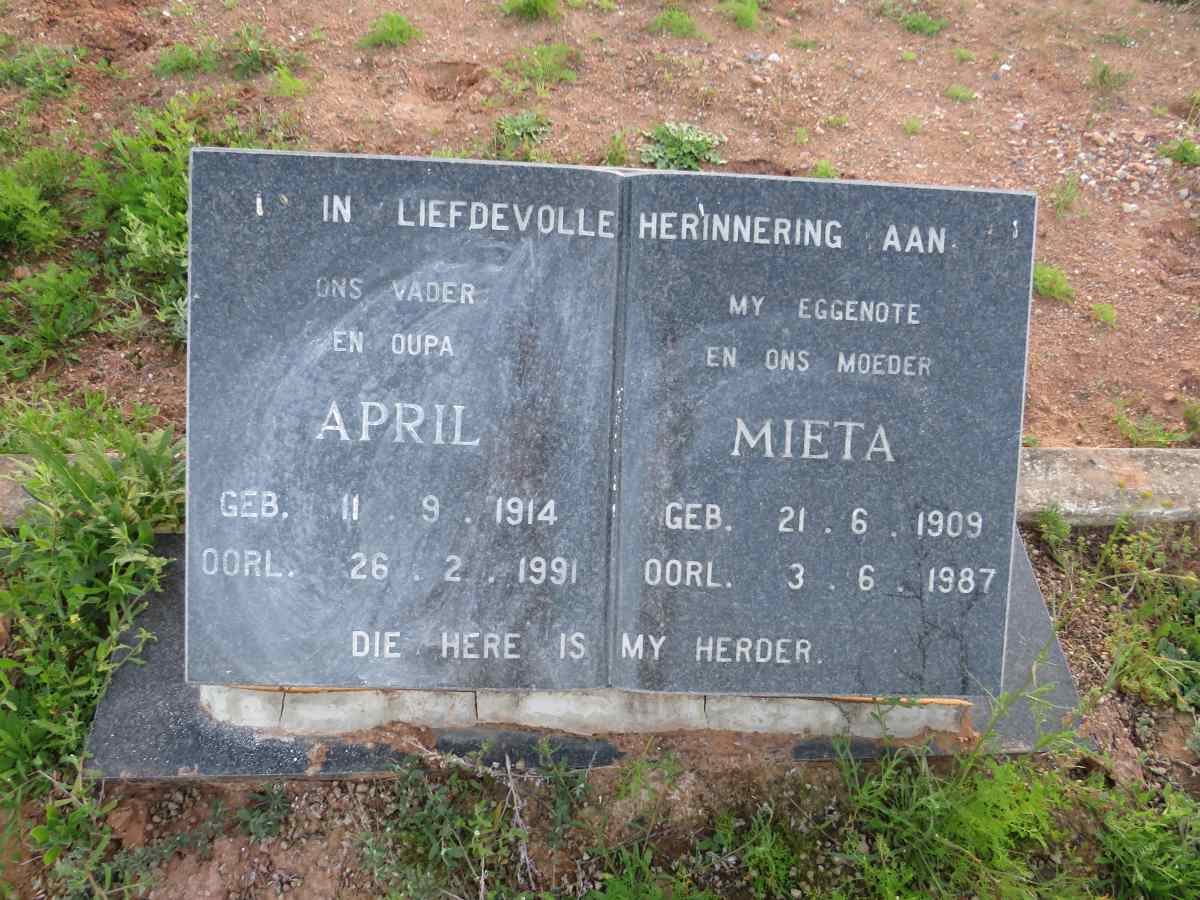 IN LIEFDEVOLLE HERINNERING AAN
ONS VADER
EN OUPA
APRIL
GEB. 11 . 9 . 1914
OORL. 26 . 2 . 1991
MY EGGENOTE
EN ONS MOEDER
MIETA
GEB. 21 . 6 . 1909
OORL. 3 . 6 . 1987
DIE HERE IS MY HERDER.